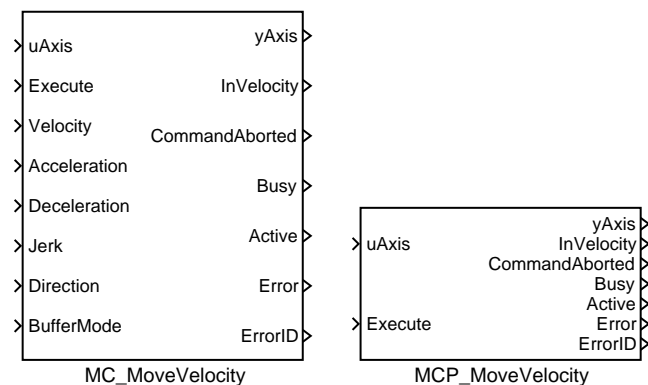 uAxis
Execute
Velocity
Acceleration
Deceleration
Jerk
Direction
BufferMode
yAxis
InVelocity
CommandAborted
Busy
Active
Error
ErrorID
MC_MoveVelocity
uAxis
Execute
yAxis
InVelocity
CommandAborted
Busy
Active
Error
ErrorID
MCP_MoveVelocity